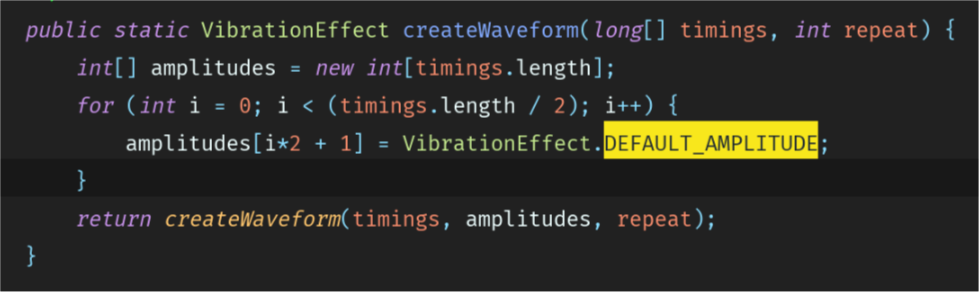 public static VibrationEffect createWaveform(long[] timings, int repeat) {
    int[] amplitudes = new int[timings.length];
    for (int i = 0; i < (timings.length / 2); i++) {
        amplitudes[i*2 + 1] = VibrationEffect.DEFAULT_AMPLITUDE;
    }
    return createWaveform(timings, amplitudes, repeat);
}